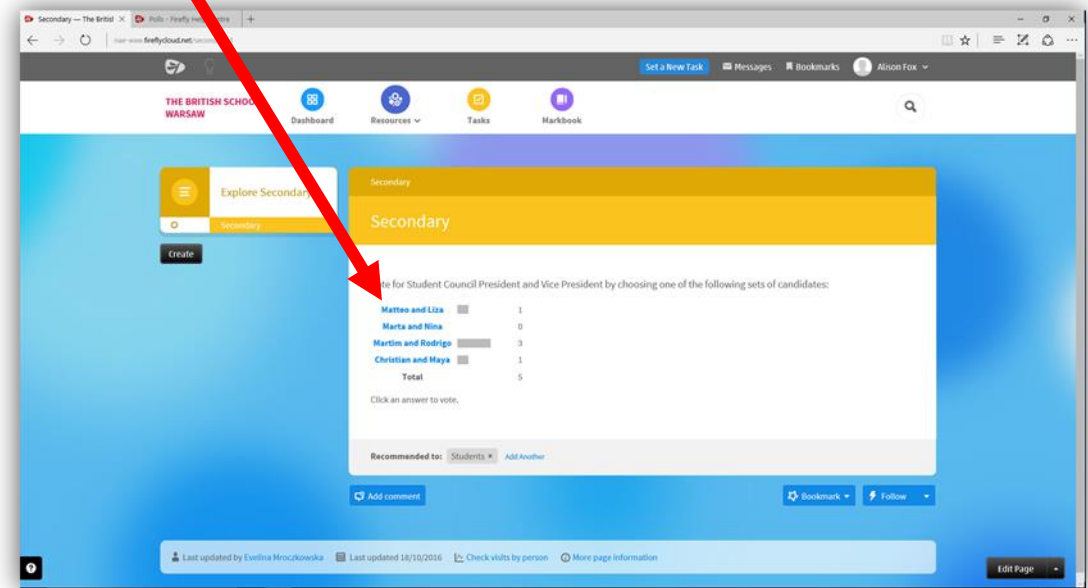 Secondary — The Britisl
Polls - Firefly
fireflycloud.net
Set a New Task Messages Bookmarks Alison Fox
THE BRITISH SCHOO
WARSAW
Dashboard Resources Tasks Markbook
Explore Secondary
Secondary
Create
Secondary
Secondary
te for Student Council President and Vice President by choosing one of the following sets of candidates:
Matteo and Liza 1
Marta and Nina 0
Martim and Rodrigo 3
Christian and Maya 1
Total 5
Click an answer to vote.
Recommended to: Students × Add Another
Add comment
Bookmark Follow
Last updated by Evelina Mroczkowska Last updated 18/10/2016 Check visits by person More page information
Edit Page